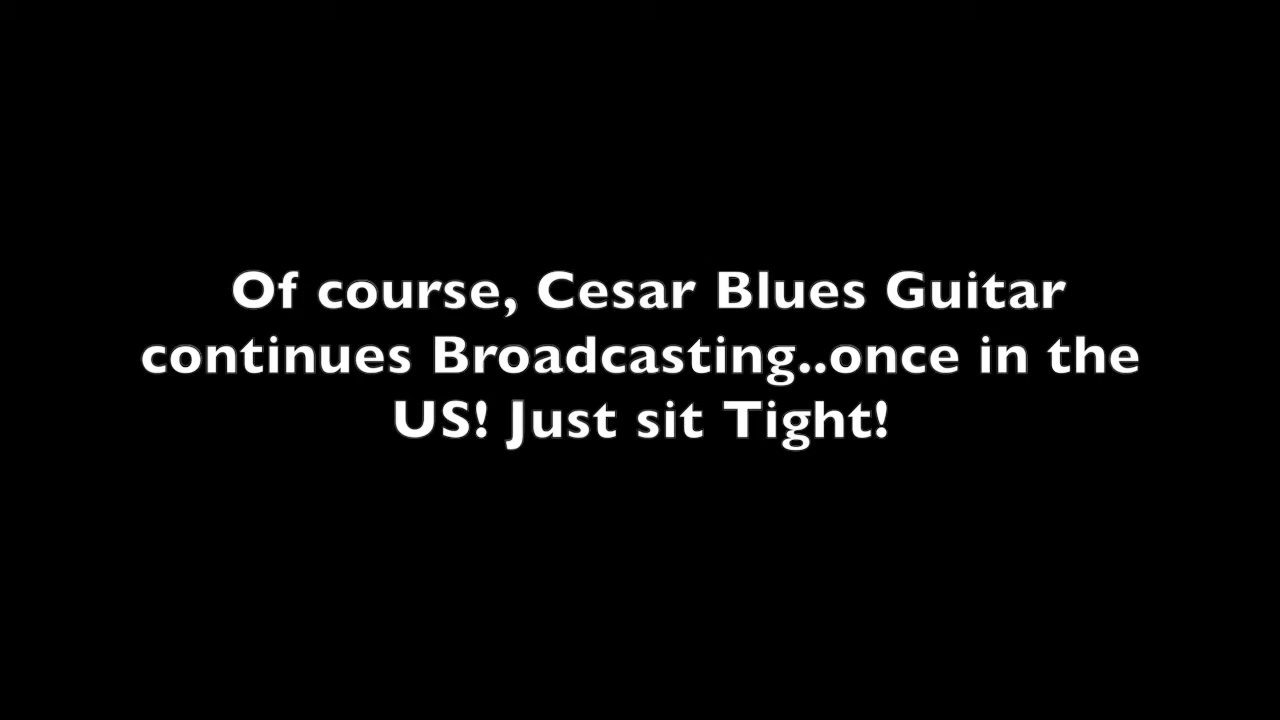 Of course, Cesar Blues Guitar
continues Broadcasting..once in the
US! Just sit Tight!